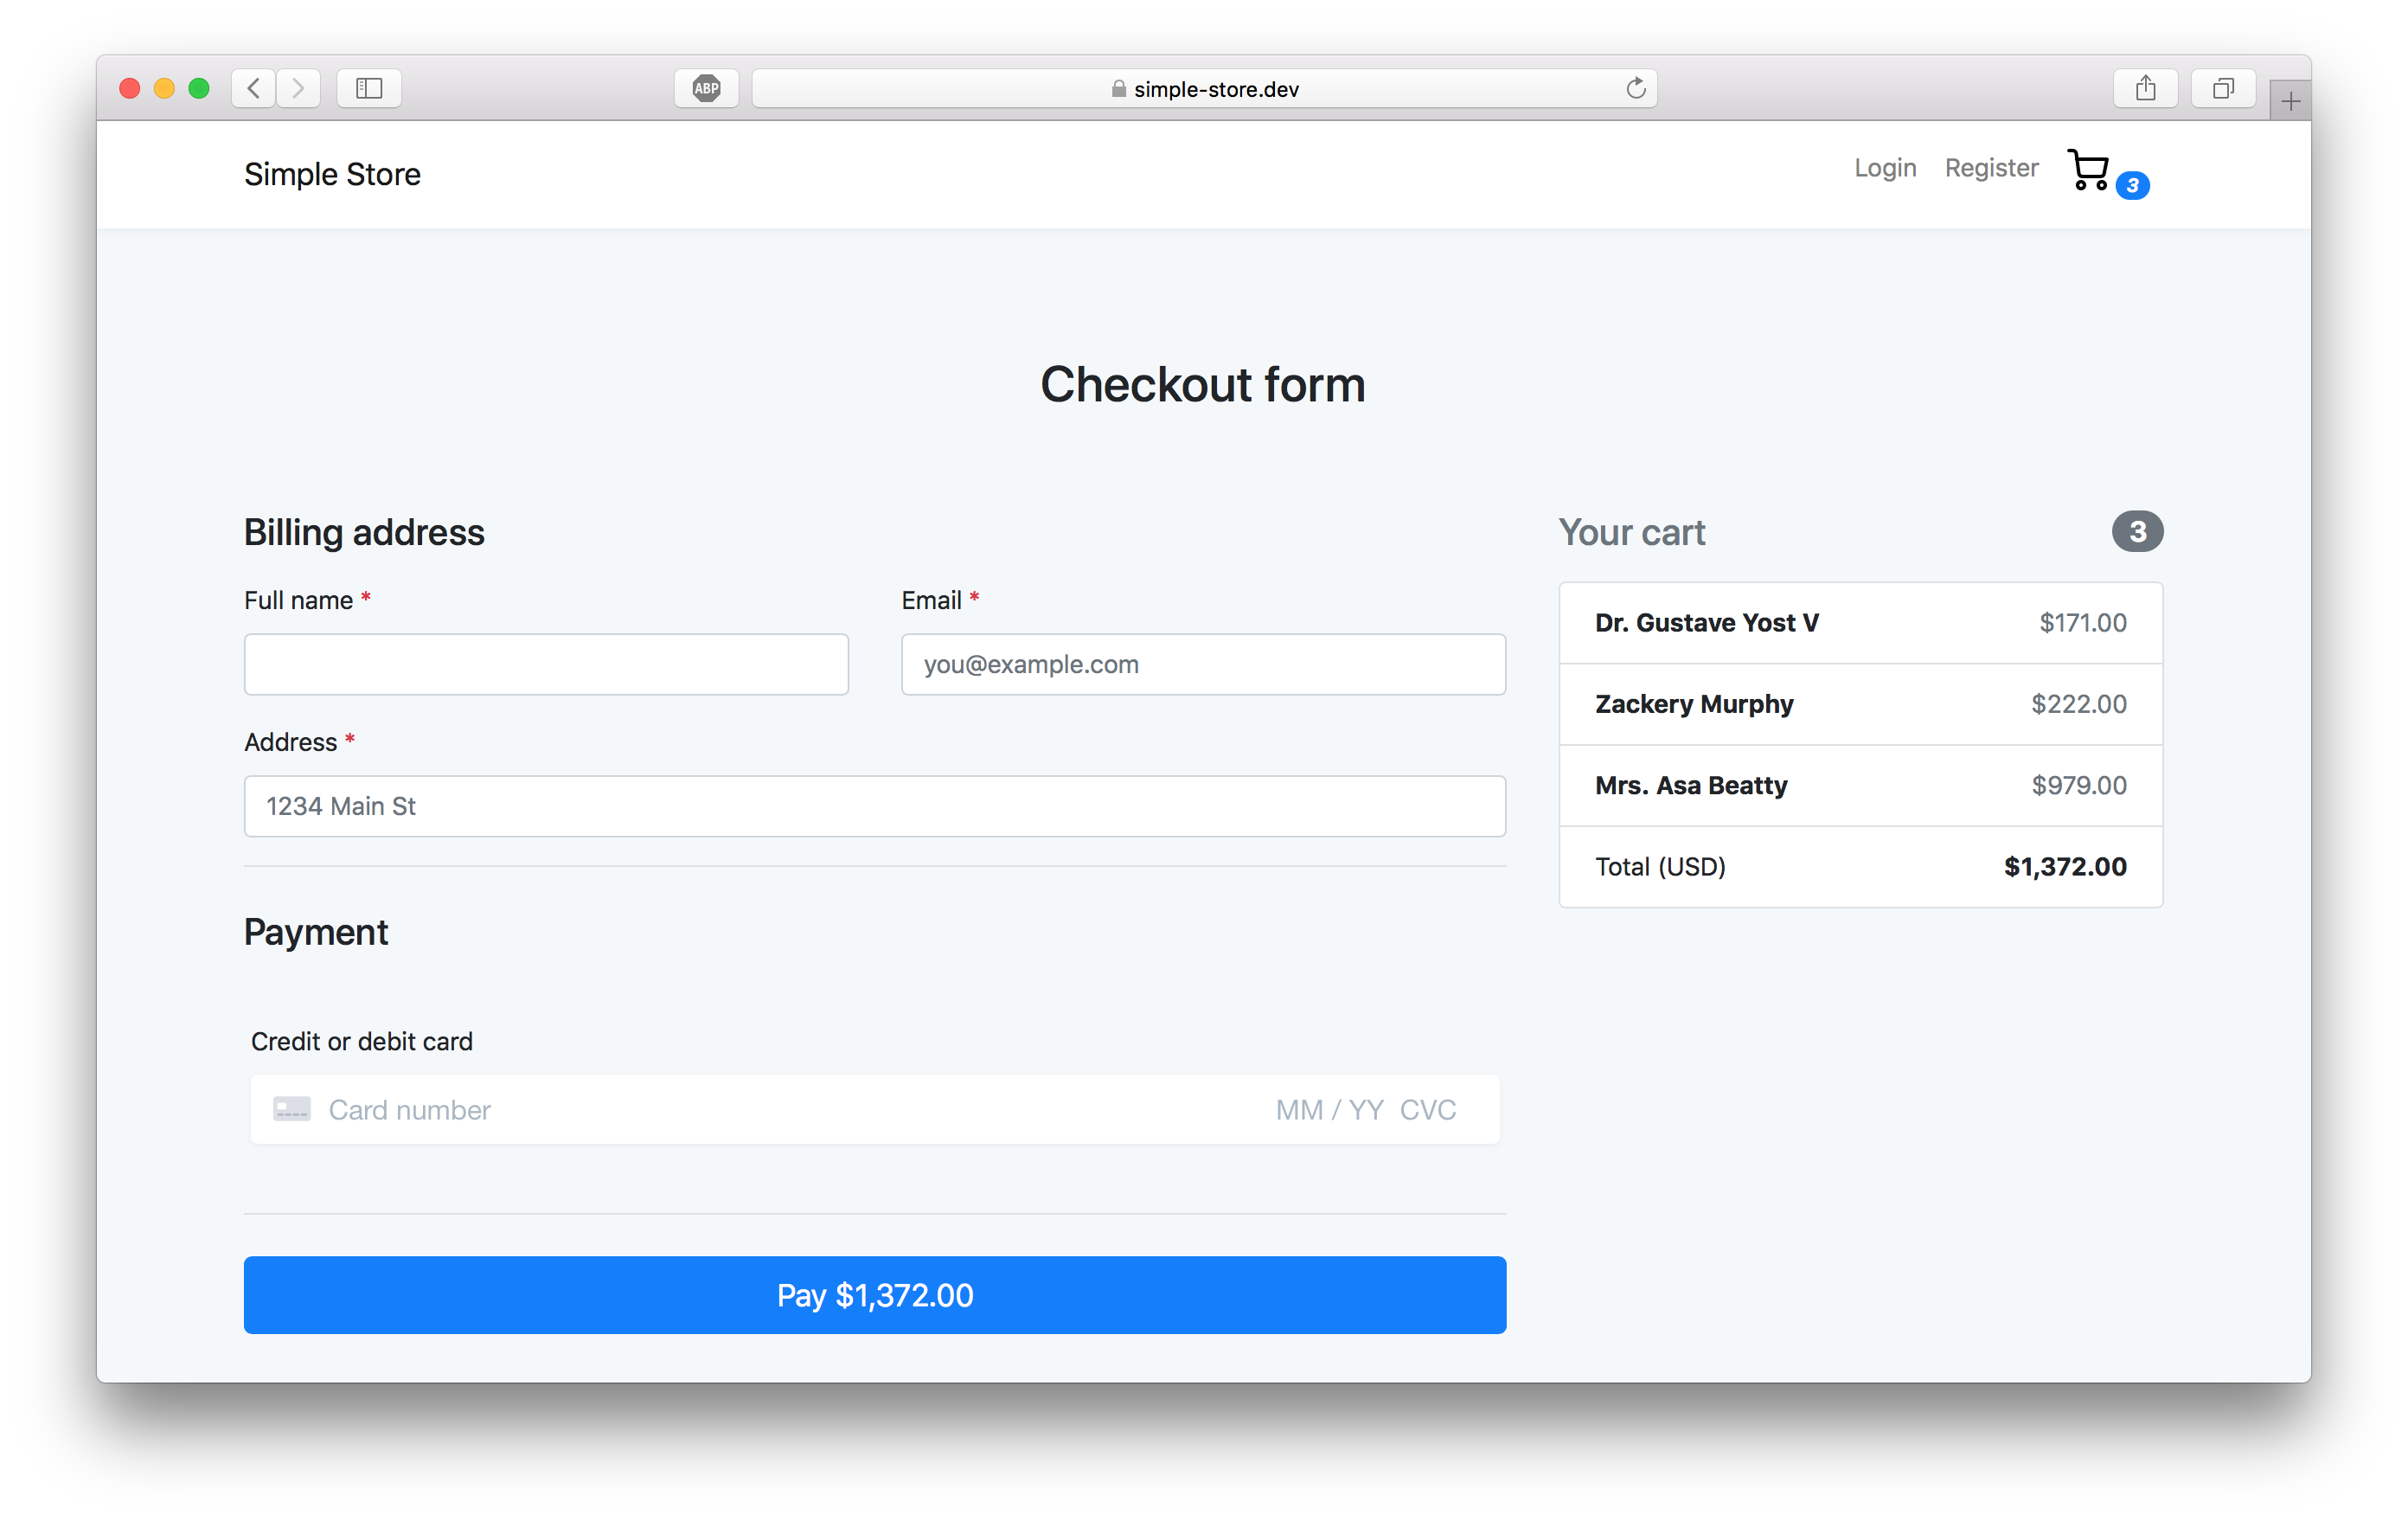 ABP
simple-store.dev
Simple Store
Login Register 3
Checkout form
Billing address
Full name *
Email *
you@example.com
Address *
1234 Main St
Payment
Credit or debit card
Card number MM / YY CVC
Pay $1,372.00
Your cart 3
Dr. Gustave Yost V $171.00
Zackery Murphy $222.00
Mrs. Asa Beatty $979.00
Total (USD) $1,372.00